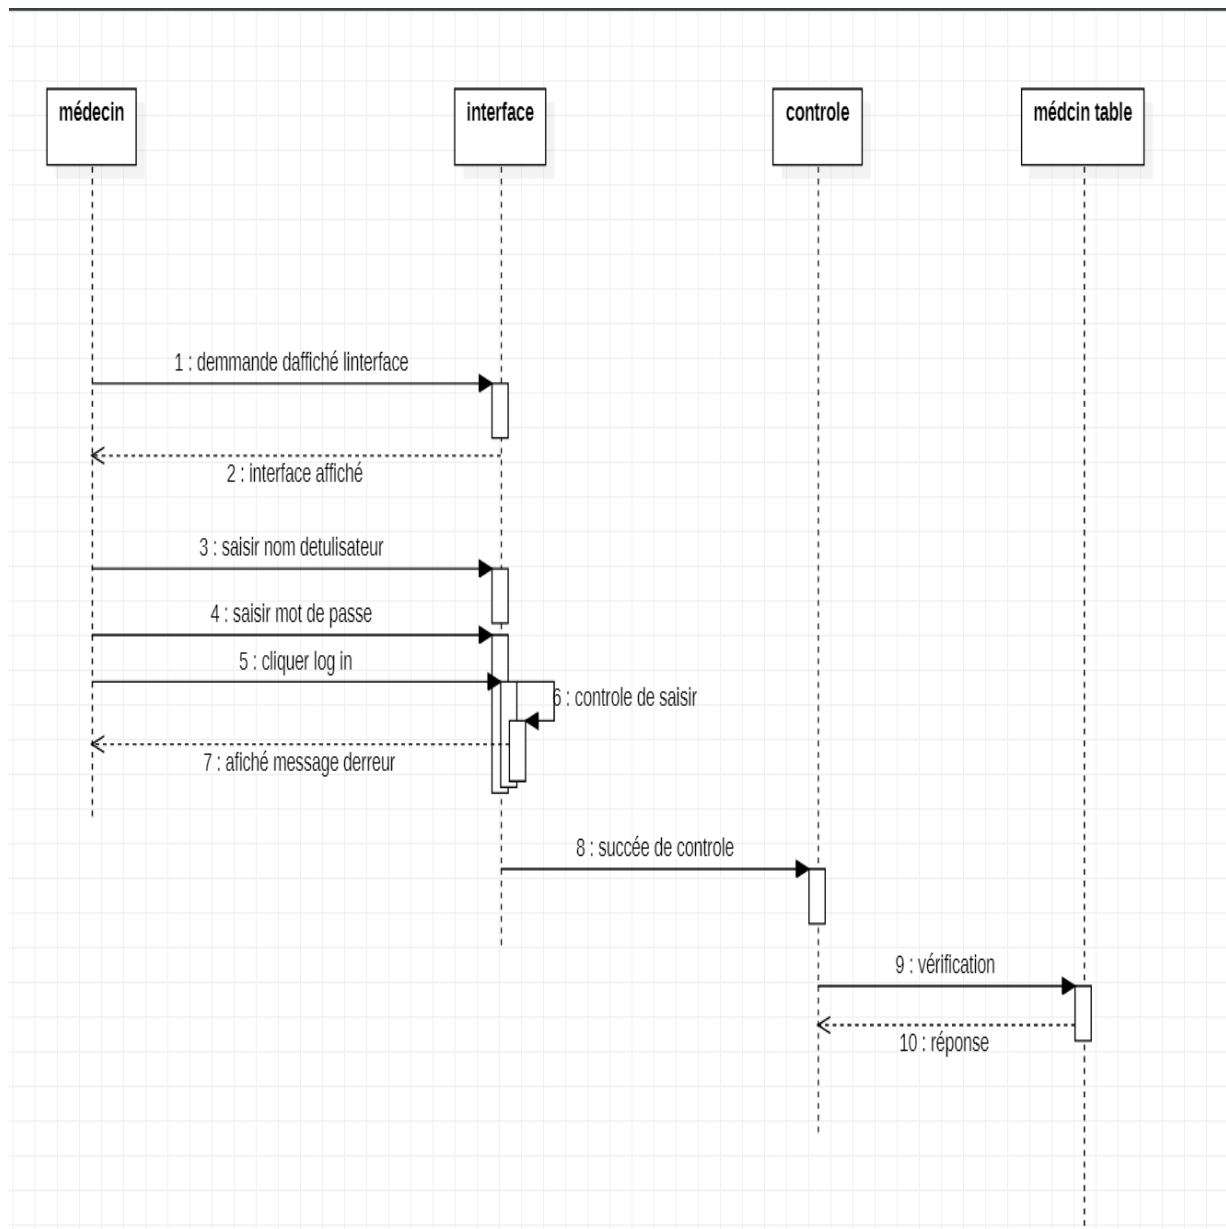 médecin
interface
controle
médcin table
1 : demmande daffiché linterface
2 : interface affiché
3 : saisir nom detulisateur
4 : saisir mot de passe
5 : cliquer log in
6 : controle de saisir
7 : afiché message derreur
8 : succée de controle
9 : vérification
10 : réponse